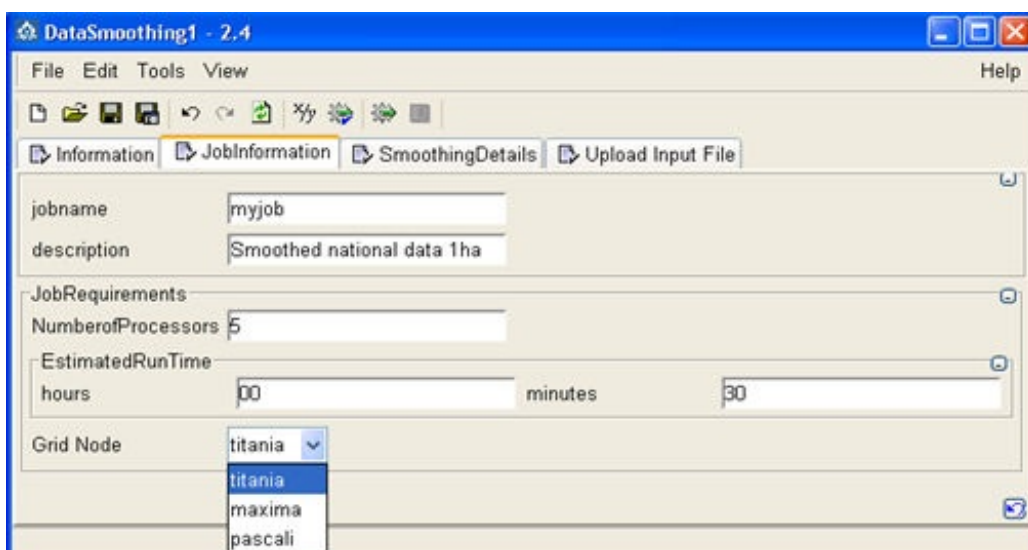 DataSmoothing1 - 2.4
File Edit Tools View Help
Information JobInformation SmoothingDetails Upload Input File
jobname myjob
description Smoothed national data 1ha
JobRequirements
NumberofProcessors 5
EstimatedRunTime
hours 00 minutes 30
Grid Node titania
titania
maxima
pascali